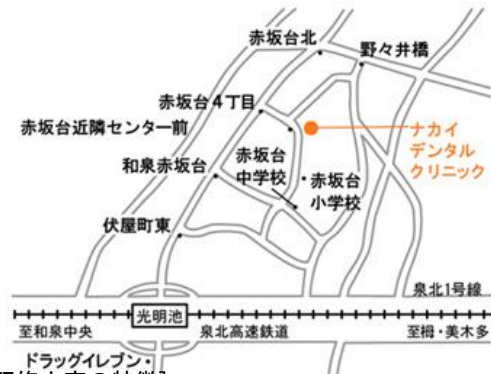 赤坂台北
野々井橋
赤坂台4丁目
赤坂台近隣センター前
ナカイ
デンタル
クリニック
赤坂台
中学校
和泉赤坂台
赤坂台
小学校
伏屋町東
泉北1号線
光明池
至和泉中央
泉北高速鉄道
至栂・美木多
ドラッグイレブン